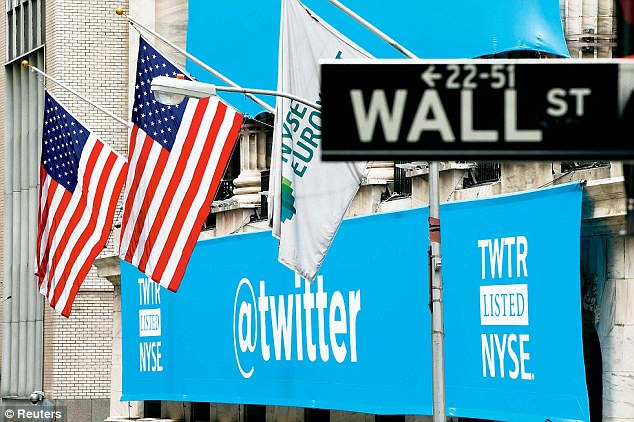 ← 22-51
WALL ST
NYSE
EURO
TWTR
LISTED
NYSE
@twitter
TWTR
LISTED
NYSE.
© Reuters